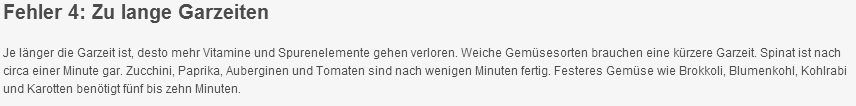 Fehler 4: Zu lange Garzeiten
Je länger die Garzeit ist, desto mehr Vitamine und Spurenelemente gehen verloren. Weiche Gemüsesorten brauchen eine kürzere Garzeit. Spinat ist nach
circa einer Minute gar. Zucchini, Paprika, Auberginen und Tomaten sind nach wenigen Minuten fertig. Festeres Gemüse wie Brokkoli, Blumenkohl, Kohlrabi
und Karotten benötigt fünf bis zehn Minuten.